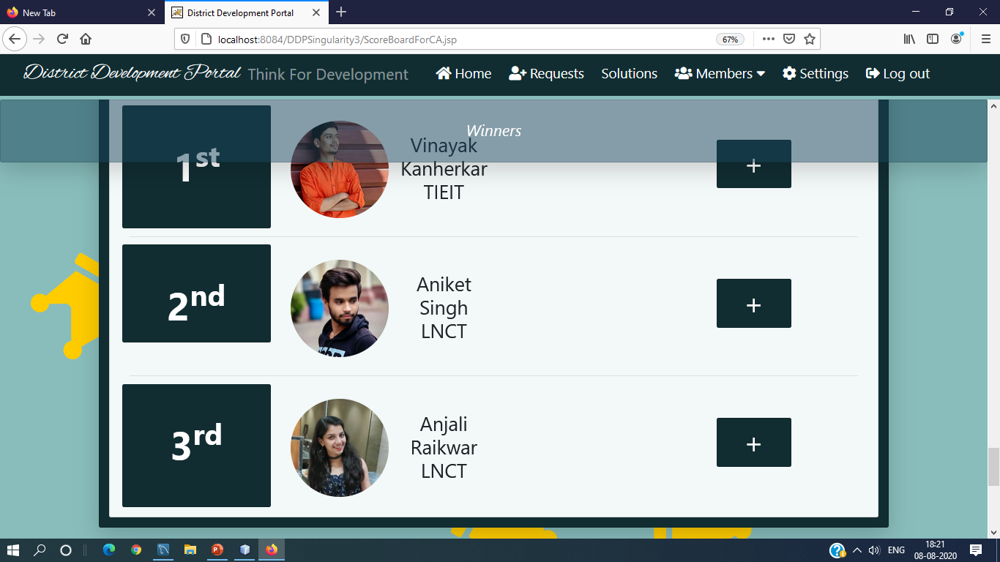 New Tab
District Development Portal
localhost:8084/DDPSingularity3/ScoreBoardForCA.jsp
67%
District Development Portal Think For Development Home Requests Solutions Members Settings Log out
Winners
1st
Vinayak
Kanherkar
TIEIT
+
2nd
Aniket
Singh
LNCT
+
3rd
Anjali
Raikwar
LNCT
+
ENG
18:21
08-08-2020